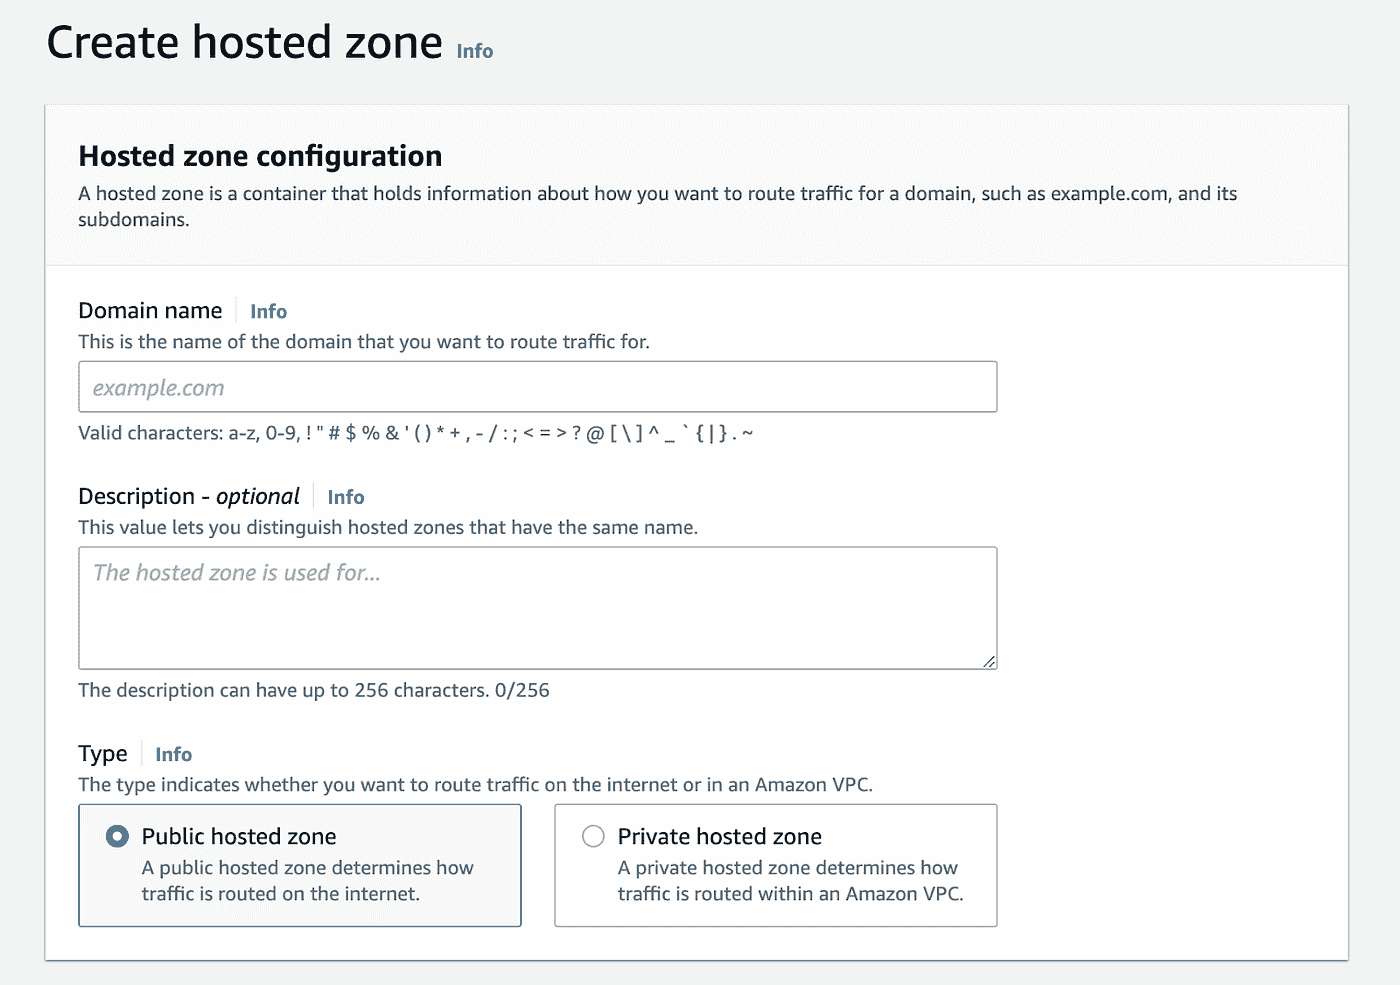 Create hosted zone Info
Hosted zone configuration
A hosted zone is a container that holds information about how you want to route traffic for a domain, such as example.com, and its
subdomains.
Domain name Info
This is the name of the domain that you want to route traffic for.
example.com
Valid characters: a-z, 0-9, ! " # $ % & ' ( ) * + , - / : ; < = > ? @ [ \ ] ^ _ ` { | } . ~
Description - optional Info
This value lets you distinguish hosted zones that have the same name.
The hosted zone is used for...
The description can have up to 256 characters. 0/256
Type Info
The type indicates whether you want to route traffic on the internet or in an Amazon VPC.
Public hosted zone
A public hosted zone determines how
traffic is routed on the internet.
Private hosted zone
A private hosted zone determines how
traffic is routed within an Amazon VPC.